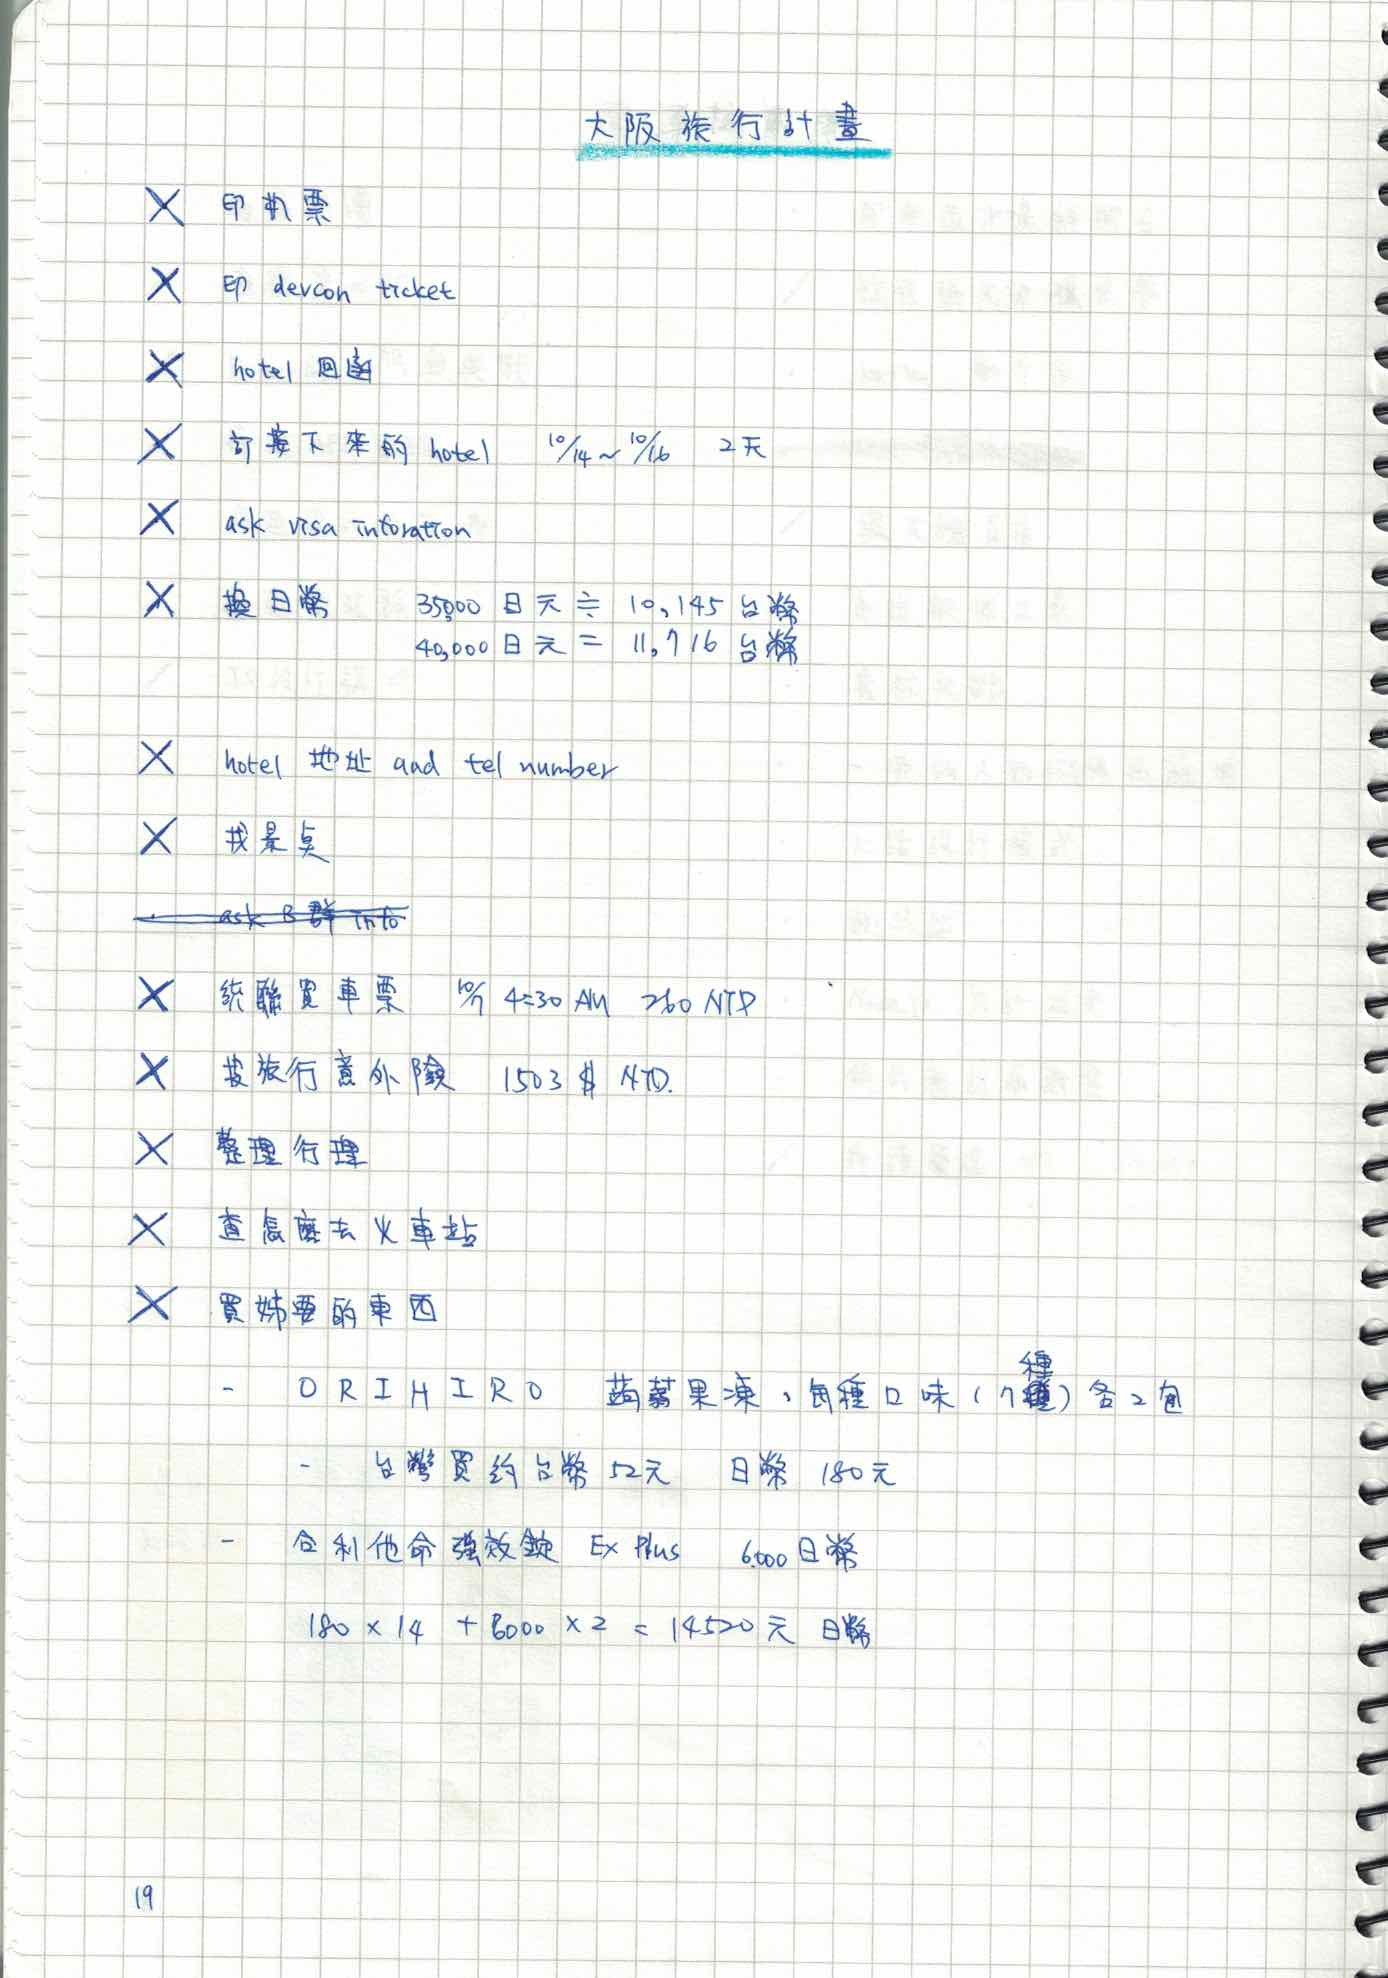 大阪旅行計畫
X 印机票
X 印 devcon ticket
X hotel 回函
X 訂接下來的 hotel 10/14 ~ 10/16 2天
X ask visa inforation
X 換日幣 35,000 日元 ≒ 10,145 台幣
40,000 日元 = 11,716 台幣
X hotel 地址 and tel number
X 找景点
· ask B群 info
X 統聯買車票 10/7 4:30 AM 260 NTD
X 投旅行意外險 1503 $ NTD.
X 整理行理
X 查怎麼去火車站
X 買姊要的東西
- ORIHIRO 蒟蒻果凍、每種口味(7種)各2包
- 台灣買約台幣 52元 日幣 180元
- 合利他命強效錠 Ex Plus 6,000日幣
180 × 14 + 6000 × 2 = 14520元 日幣
19